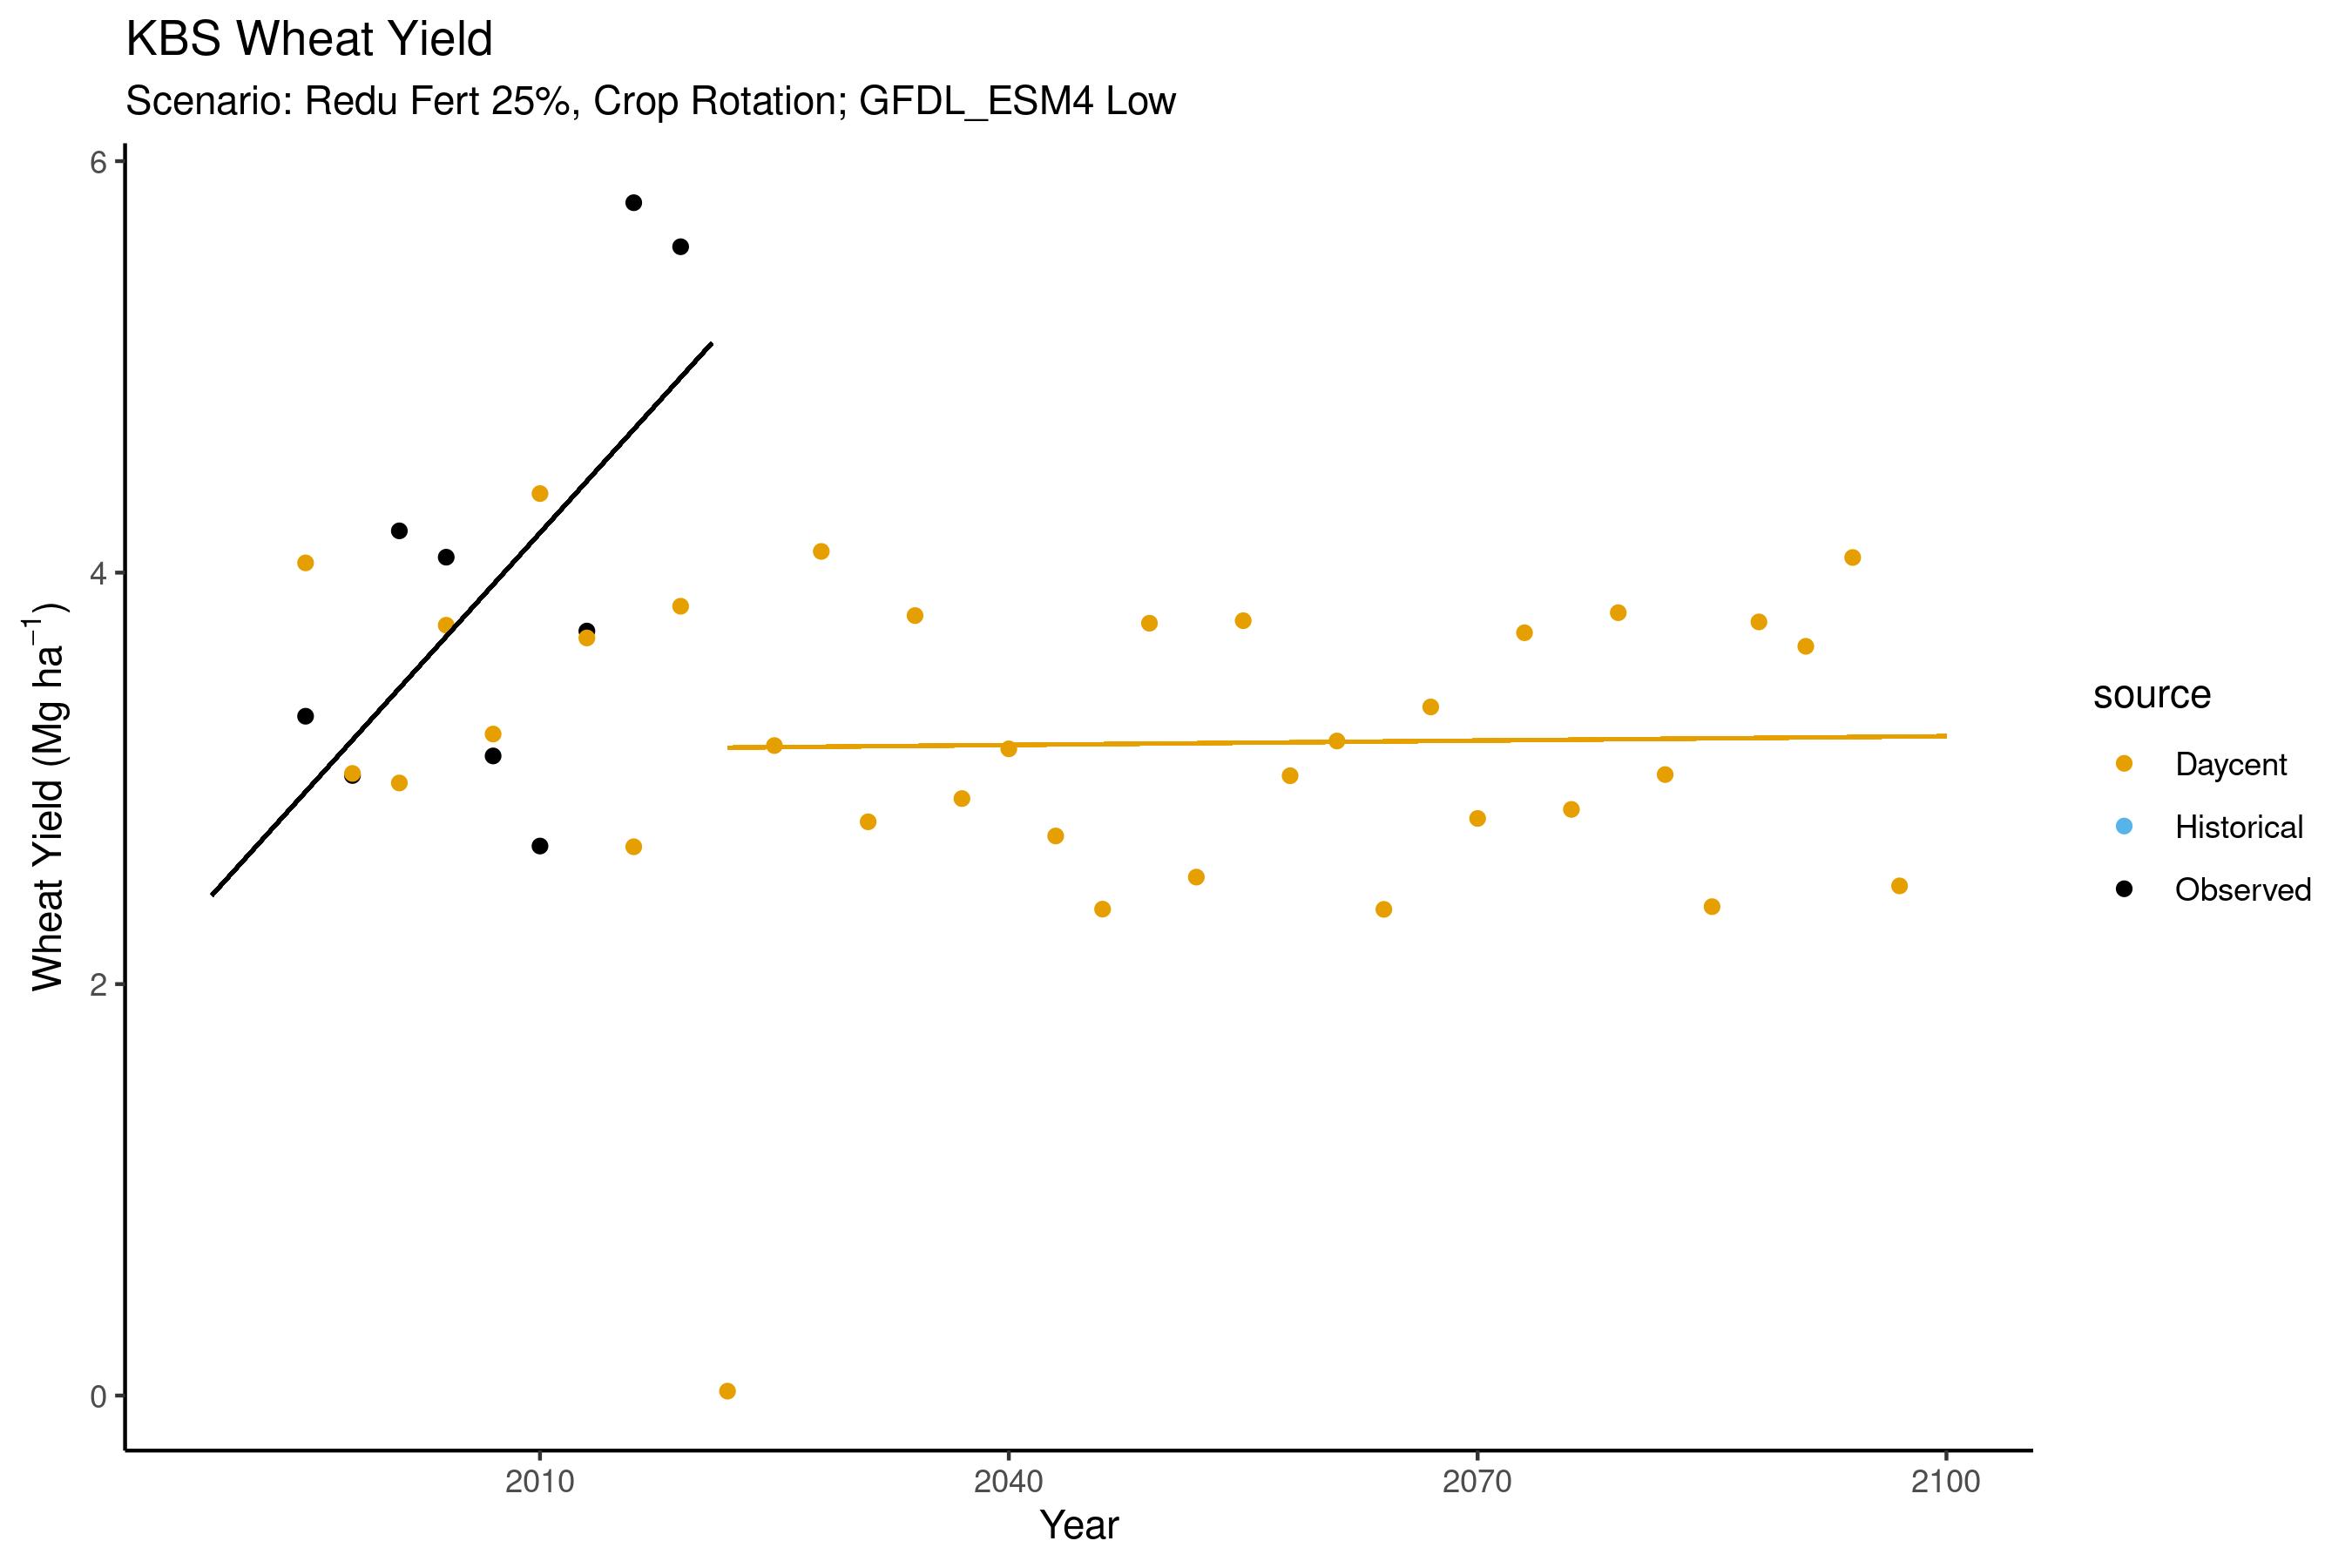 KBS Wheat Yield
Scenario: Redu Fert 25%, Crop Rotation; GFDL_ESM4 Low
Wheat Yield (Mg ha⁻¹)
6
4
2
0
2010 2040 2070 2100
Year
source
Daycent
Historical
Observed